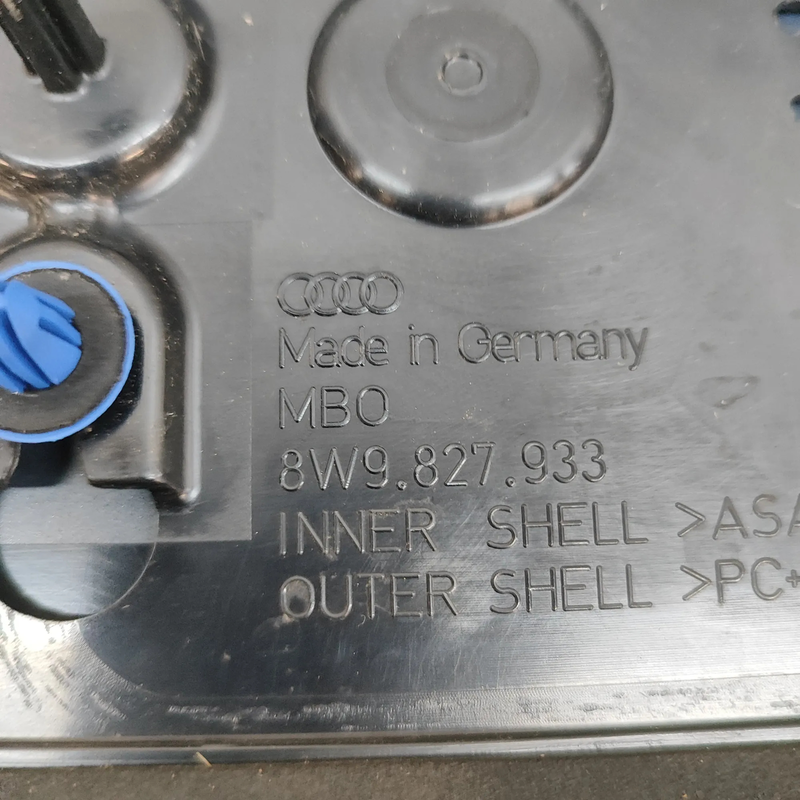 Made in Germany
MBO
8W9.827.933
INNER SHELL >ASA
OUTER SHELL >PC+